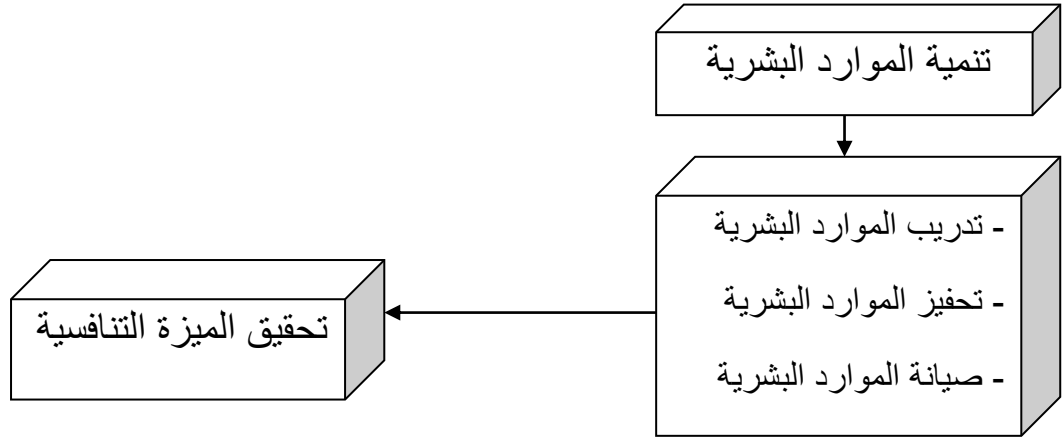 تنمية الموارد البشرية
- تدريب الموارد البشرية
- تحفيز الموارد البشرية
- صيانة الموارد البشرية
تحقيق الميزة التنافسية